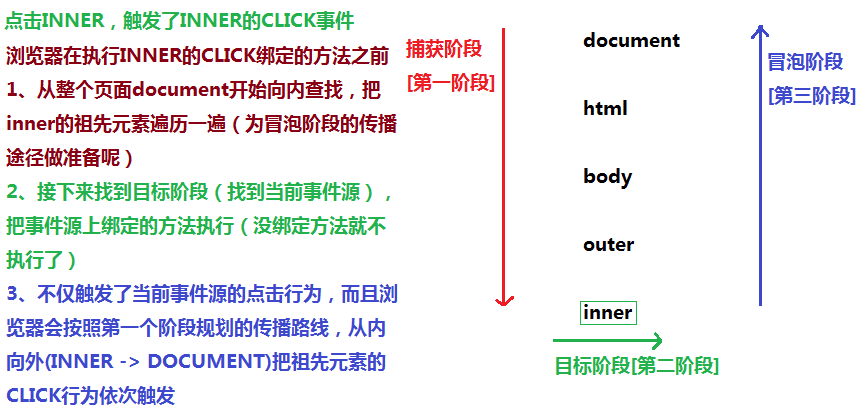 点击INNER，触发了INNER的CLICK事件
浏览器在执行INNER的CLICK绑定的方法之前
1、从整个页面document开始向内查找，把
inner的祖先元素遍历一遍（为冒泡阶段的传播
途径做准备呢）
2、接下来找到目标阶段（找到当前事件源），
把事件源上绑定的方法执行（没绑定方法就不
执行了）
3、不仅触发了当前事件源的点击行为，而且浏
览器会按照第一个阶段规划的传播路线，从内
向外(INNER -> DOCUMENT)把祖先元素的
CLICK行为依次触发
捕获阶段
[第一阶段]
document
html
body
outer
inner
目标阶段[第二阶段]
冒泡阶段
[第三阶段]